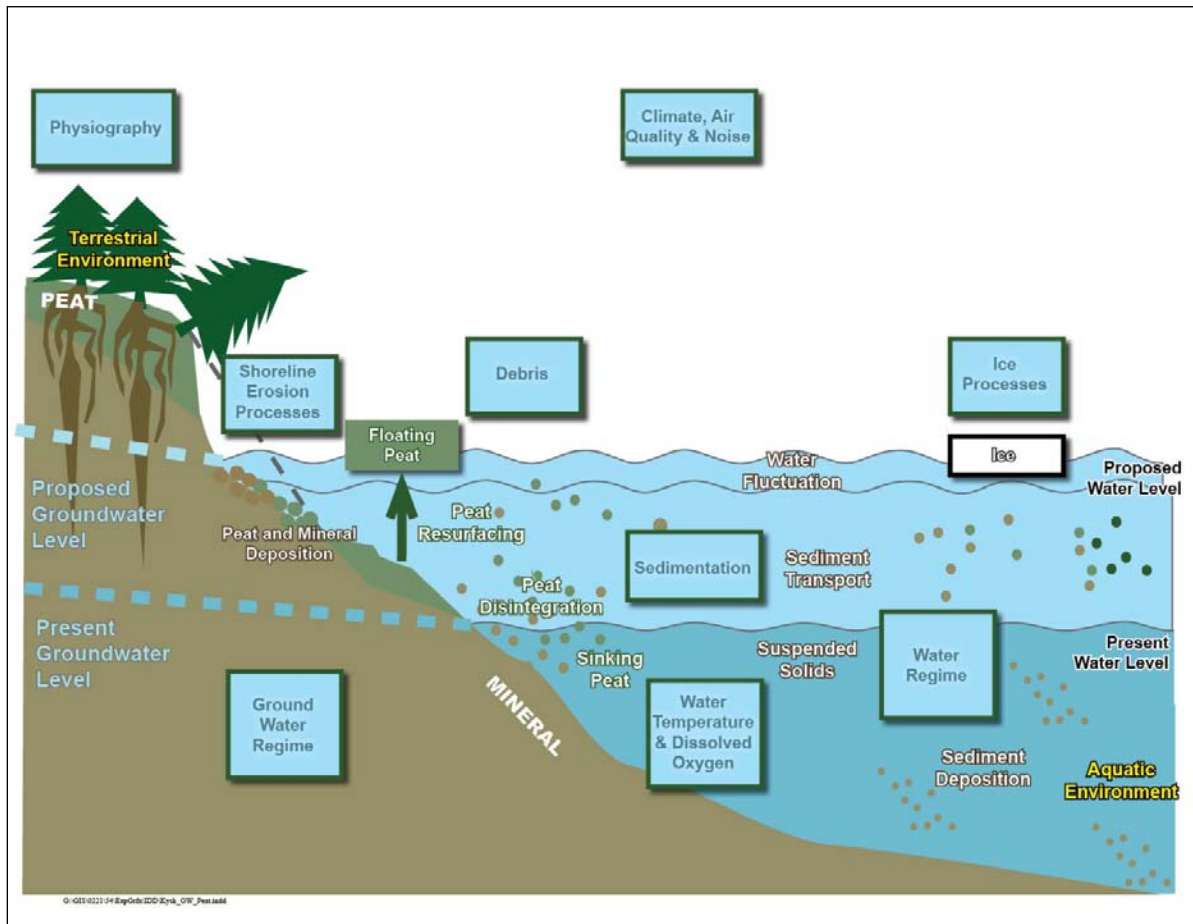 Physiography
Climate, Air
Quality & Noise
Terrestrial
Environment
PEAT
Shoreline
Erosion
Processes
Debris
Ice
Processes
Floating
Peat
Ice
Water
Fluctuation
Proposed
Water Level
Proposed
Groundwater
Level
Peat and Mineral
Deposition
Peat
Resurfacing
Sedimentation
Sediment
Transport
Peat
Disintegration
Present
Groundwater
Level
Sinking
Peat
Suspended
Solids
Water
Regime
Present
Water Level
Ground
Water
Regime
MINERAL
Water
Temperature
& Dissolved
Oxygen
Sediment
Deposition
Aquatic
Environment